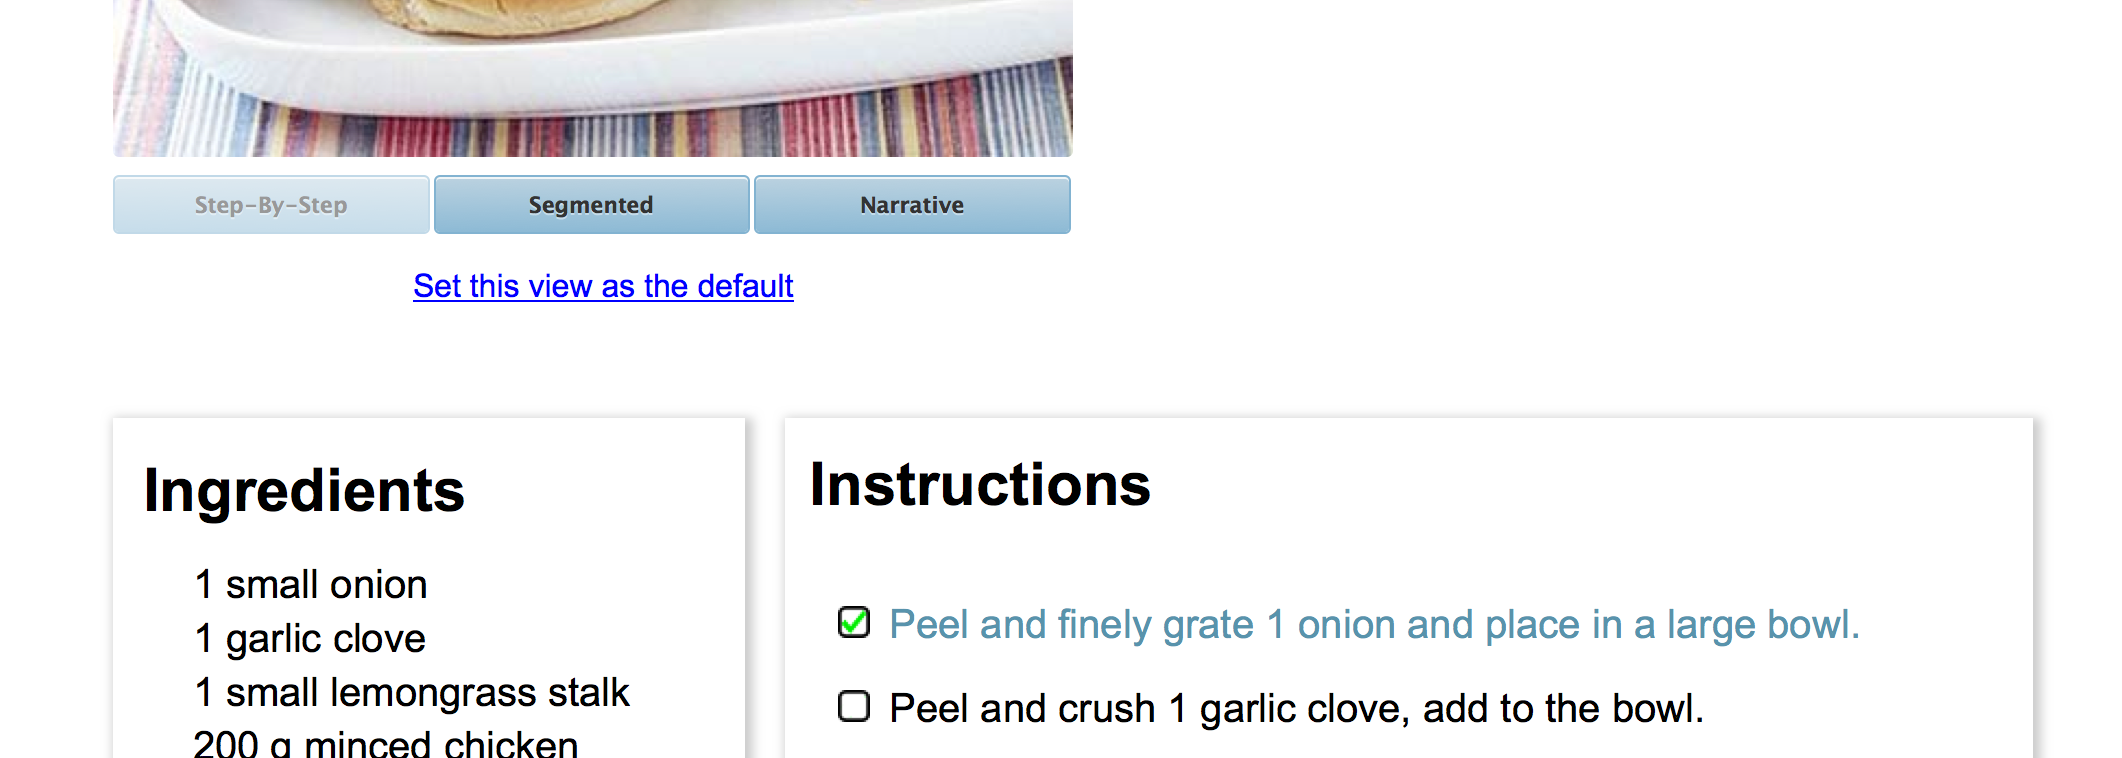 Step-By-Step
Segmented
Narrative
Set this view as the default
Ingredients
1 small onion
1 garlic clove
1 small lemongrass stalk
200 g minced chicken
Instructions
Peel and finely grate 1 onion and place in a large bowl.
Peel and crush 1 garlic clove, add to the bowl.